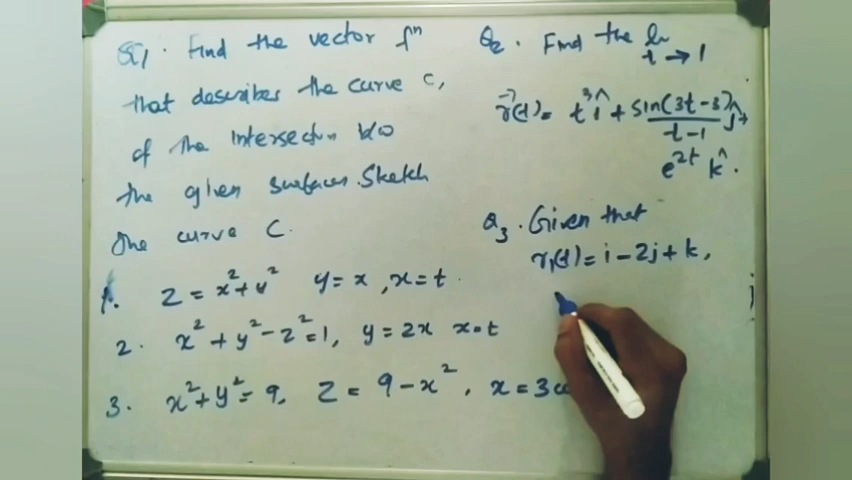 Q1. Find the vector fⁿ
that describes the curve C,
of the Intersectn b/w
the given surfaces. Sketch
the curve C.
1. z = x² + y² y = x , x = t .
2. x² + y² - z² = 1, y = 2x x = t
3. x² + y² = 9, z = 9 - x² , x = 3 co
Q2. Find the
t → 1
r⃗(t) = t³ î + sin(3t-3)/t-1 ĵ +
e²ᵗ k̂.
Q3. Given that
r₁(t) = i - 2j + k,